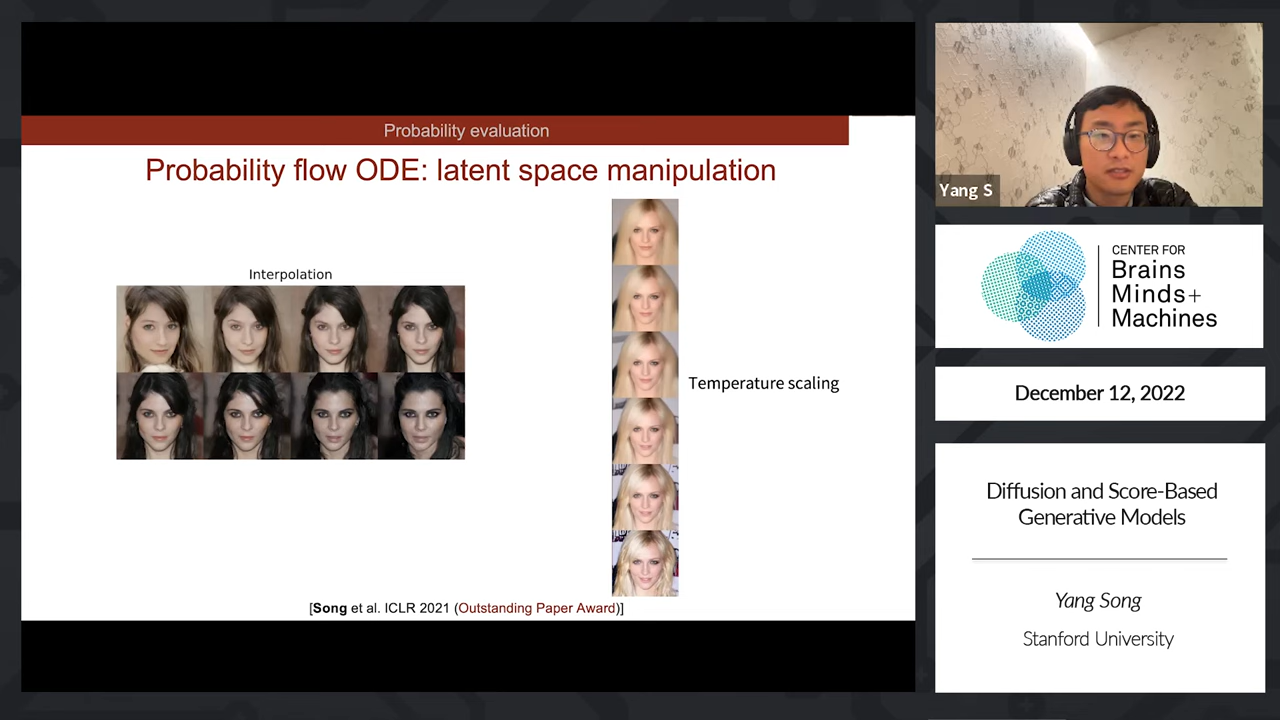 Probability evaluation
Probability flow ODE: latent space manipulation
Interpolation
Temperature scaling
[Song et al. ICLR 2021 (Outstanding Paper Award)]
Yang S
CENTER FOR
Brains
Minds+
Machines
December 12, 2022
Diffusion and Score-Based
Generative Models
Yang Song
Stanford University